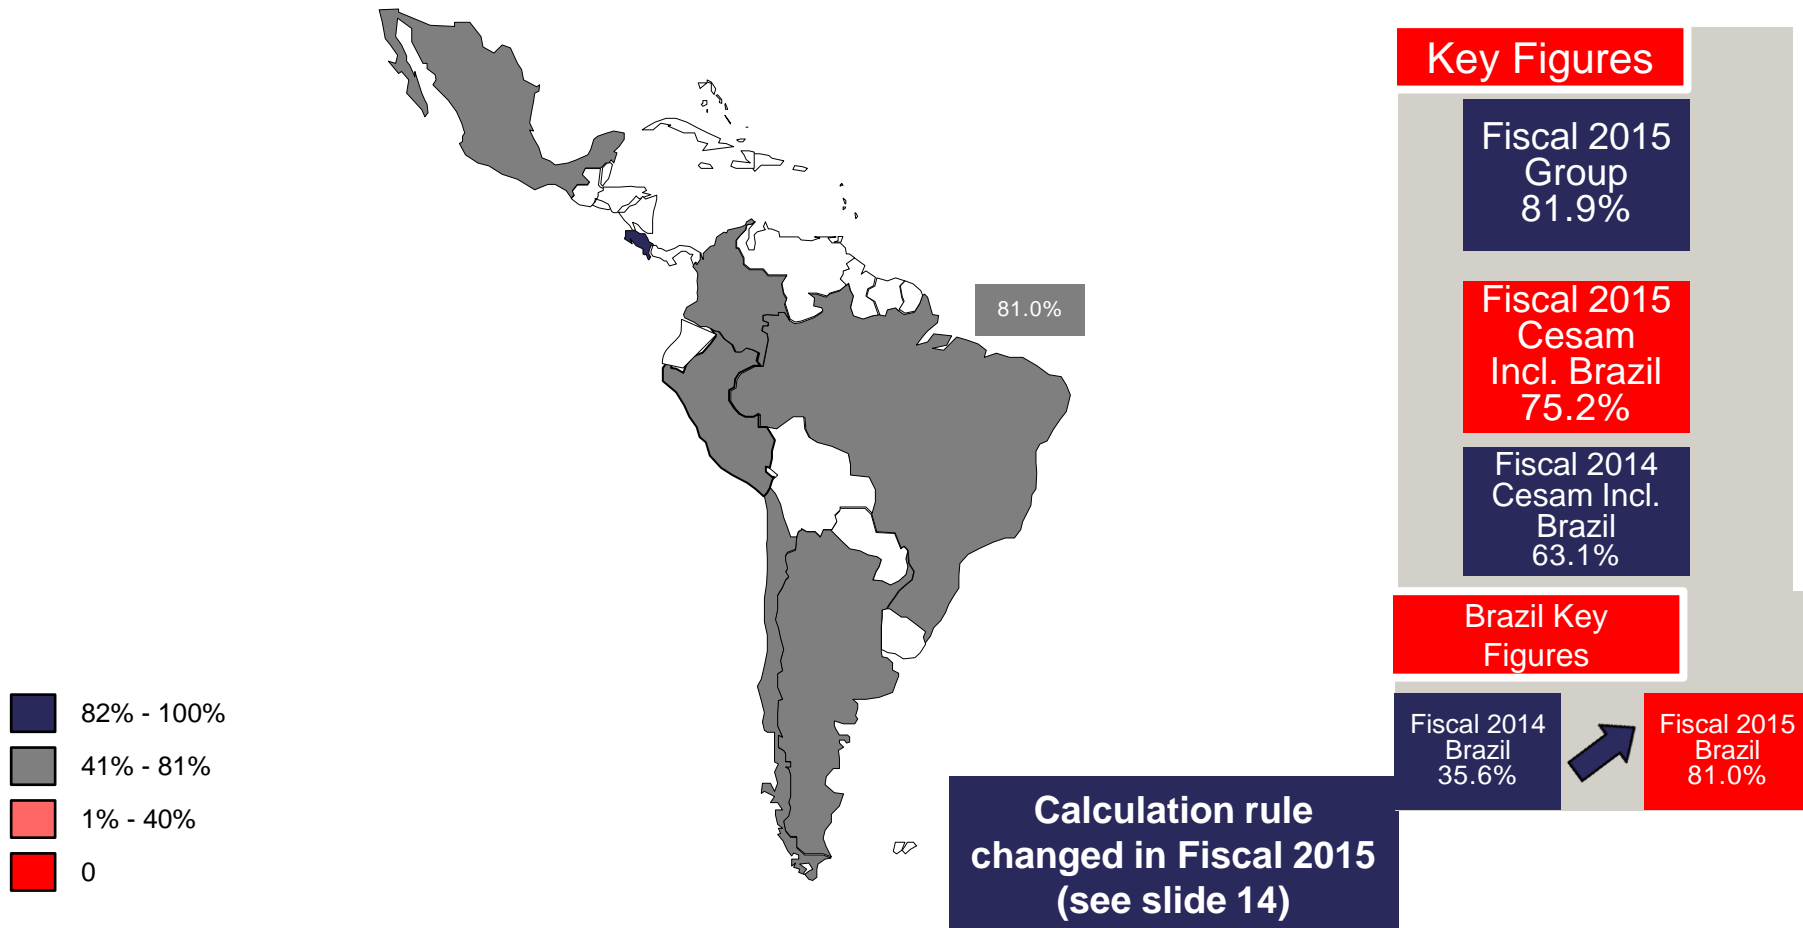 Key Figures
Fiscal 2015
Group
81.9%
81.0%
Fiscal 2015
Cesam
Incl. Brazil
75.2%
Fiscal 2014
Cesam Incl.
Brazil
63.1%
Brazil Key
Figures
Fiscal 2014
Brazil
35.6%
Fiscal 2015
Brazil
81.0%
82% - 100%
41% - 81%
1% - 40%
0
Calculation rule
changed in Fiscal 2015
(see slide 14)